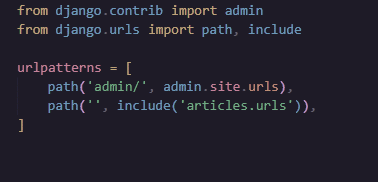 from django.contrib import admin
from django.urls import path, include

urlpatterns = [
    path('admin/', admin.site.urls),
    path('', include('articles.urls')),
]